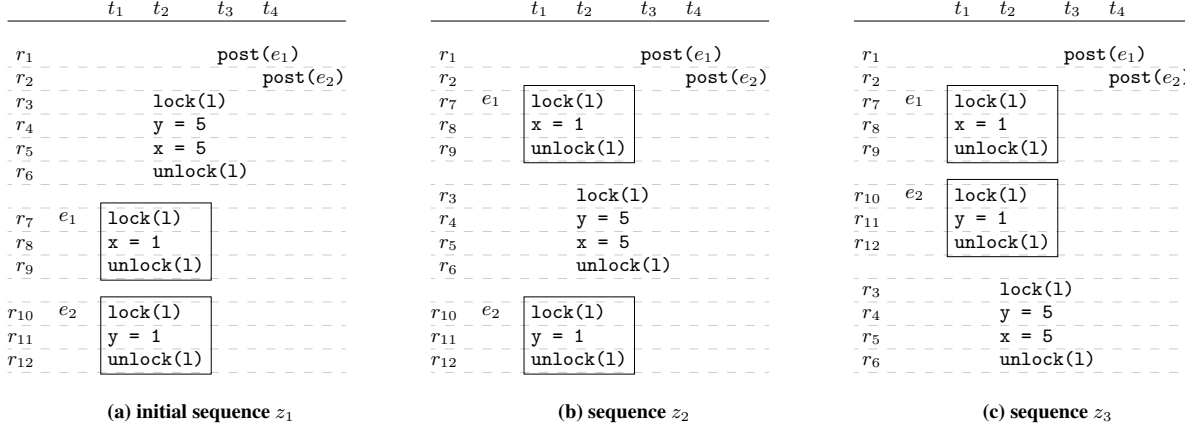 t1 t2 t3 t4
r1 post(e1)
r2 post(e2)
r3 lock(l)
r4 y = 5
r5 x = 5
r6 unlock(l)
r7 e1 lock(l)
r8 x = 1
r9 unlock(l)
r10 e2 lock(l)
r11 y = 1
r12 unlock(l)
(a) initial sequence z1
t1 t2 t3 t4
r1 post(e1)
r2 post(e2)
r7 e1 lock(l)
r8 x = 1
r9 unlock(l)
r3 lock(l)
r4 y = 5
r5 x = 5
r6 unlock(l)
r10 e2 lock(l)
r11 y = 1
r12 unlock(l)
(b) sequence z2
t1 t2 t3 t4
r1 post(e1)
r2 post(e2)
r7 e1 lock(l)
r8 x = 1
r9 unlock(l)
r10 e2 lock(l)
r11 y = 1
r12 unlock(l)
r3 lock(l)
r4 y = 5
r5 x = 5
r6 unlock(l)
(c) sequence z3